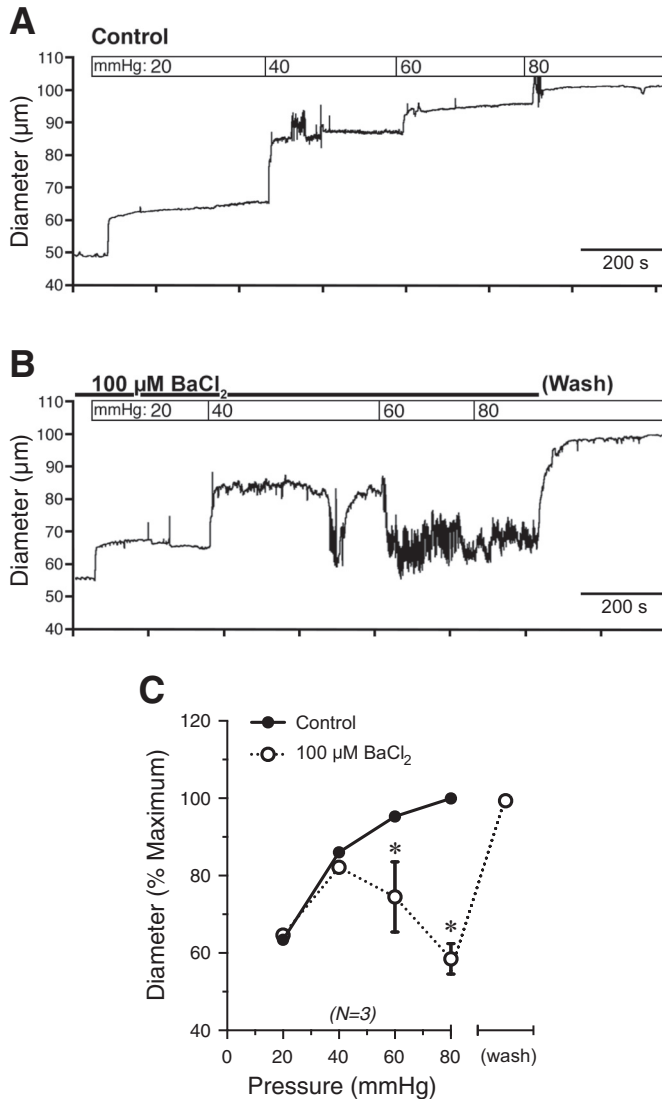 A
Control
mmHg: 20 40 60 80
110
100
90
80
70
60
50
40
Diameter (µm)
200 s
B
100 µM BaCl2 (Wash)
mmHg: 20 40 60 80
110
100
90
80
70
60
50
40
Diameter (µm)
200 s
C
Control
100 µM BaCl2
120
100
80
60
40
Diameter (% Maximum)
*
*
(N=3)
0 20 40 60 80 (wash)
Pressure (mmHg)